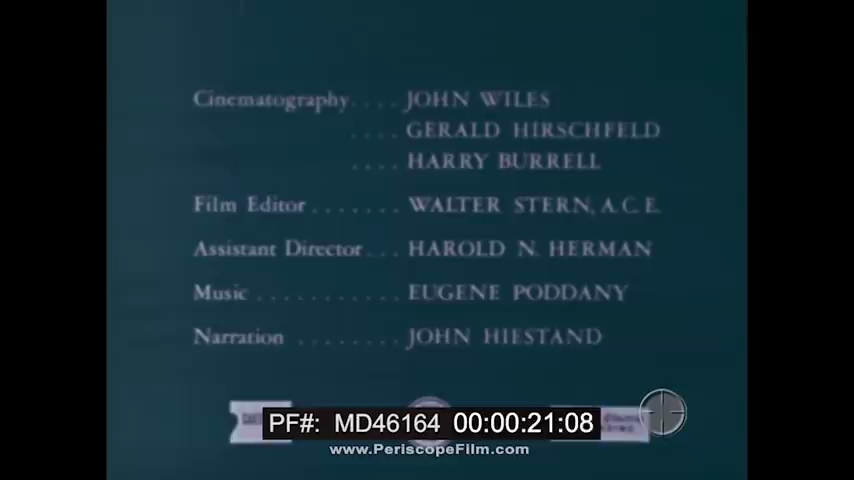 Cinematography.... JOHN WILES
.... GERALD HIRSCHFELD
.... HARRY BURRELL
Film Editor ....... WALTER STERN, A.C.E.
Assistant Director... HAROLD N. HERMAN
Music ............ EUGENE PODDANY
Narration ........ JOHN HIESTAND
PF#: MD46164 00:00:21:08
www.PeriscopeFilm.com